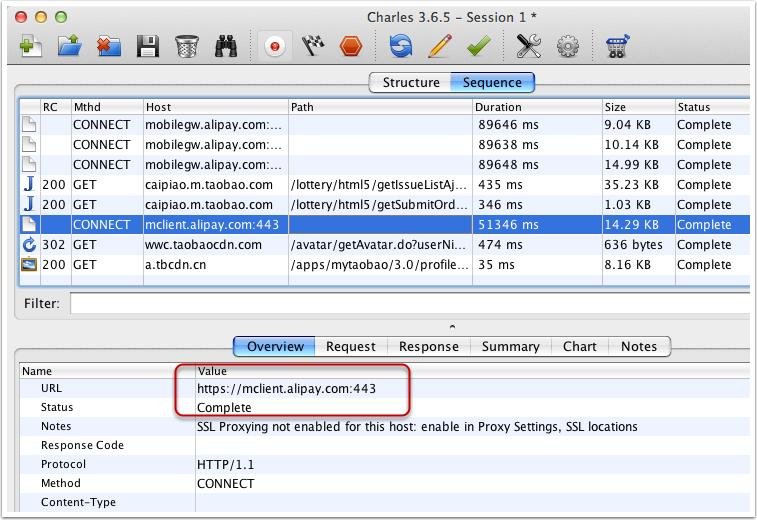 Charles 3.6.5 – Session 1 *
Structure Sequence
RC Mthd Host Path Duration Size Status
CONNECT mobilegw.alipay.com:... 89646 ms 9.04 KB Complete
CONNECT mobilegw.alipay.com:... 89638 ms 10.14 KB Complete
CONNECT mobilegw.alipay.com:... 89648 ms 14.99 KB Complete
J 200 GET caipiao.m.taobao.com /lottery/html5/getIssueListAj... 435 ms 35.23 KB Complete
J 200 GET caipiao.m.taobao.com /lottery/html5/getSubmitOrd... 346 ms 1.03 KB Complete
CONNECT mclient.alipay.com:443 51346 ms 14.29 KB Complete
302 GET wwc.taobaocdn.com /avatar/getAvatar.do?userNi... 474 ms 636 bytes Complete
200 GET a.tbcdn.cn /apps/mytaobao/3.0/profile... 35 ms 8.16 KB Complete
Filter:
Overview Request Response Summary Chart Notes
Name Value
URL https://mclient.alipay.com:443
Status Complete
Notes SSL Proxying not enabled for this host: enable in Proxy Settings, SSL locations
Response Code
Protocol HTTP/1.1
Method CONNECT
Content-Type